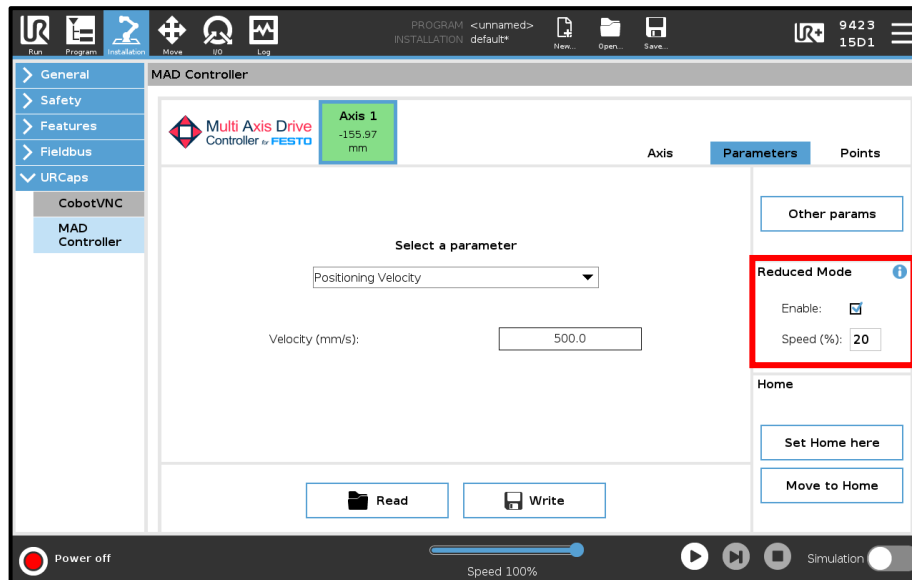 PROGRAM <unnamed>
INSTALLATION default*
Run Program Installation Move I/O Log
New... Open... Save...
UR+
9423
15D1
General
Safety
Features
Fieldbus
URCaps
CobotVNC
MAD
Controller
MAD Controller
Multi Axis Drive
Controller for FESTO
Axis 1
-155.97
mm
Axis Parameters Points
Select a parameter
Positioning Velocity
Velocity (mm/s): 500.0
Read Write
Other params
Reduced Mode
Enable:
Speed (%): 20
Home
Set Home here
Move to Home
Power off
Speed 100%
Simulation